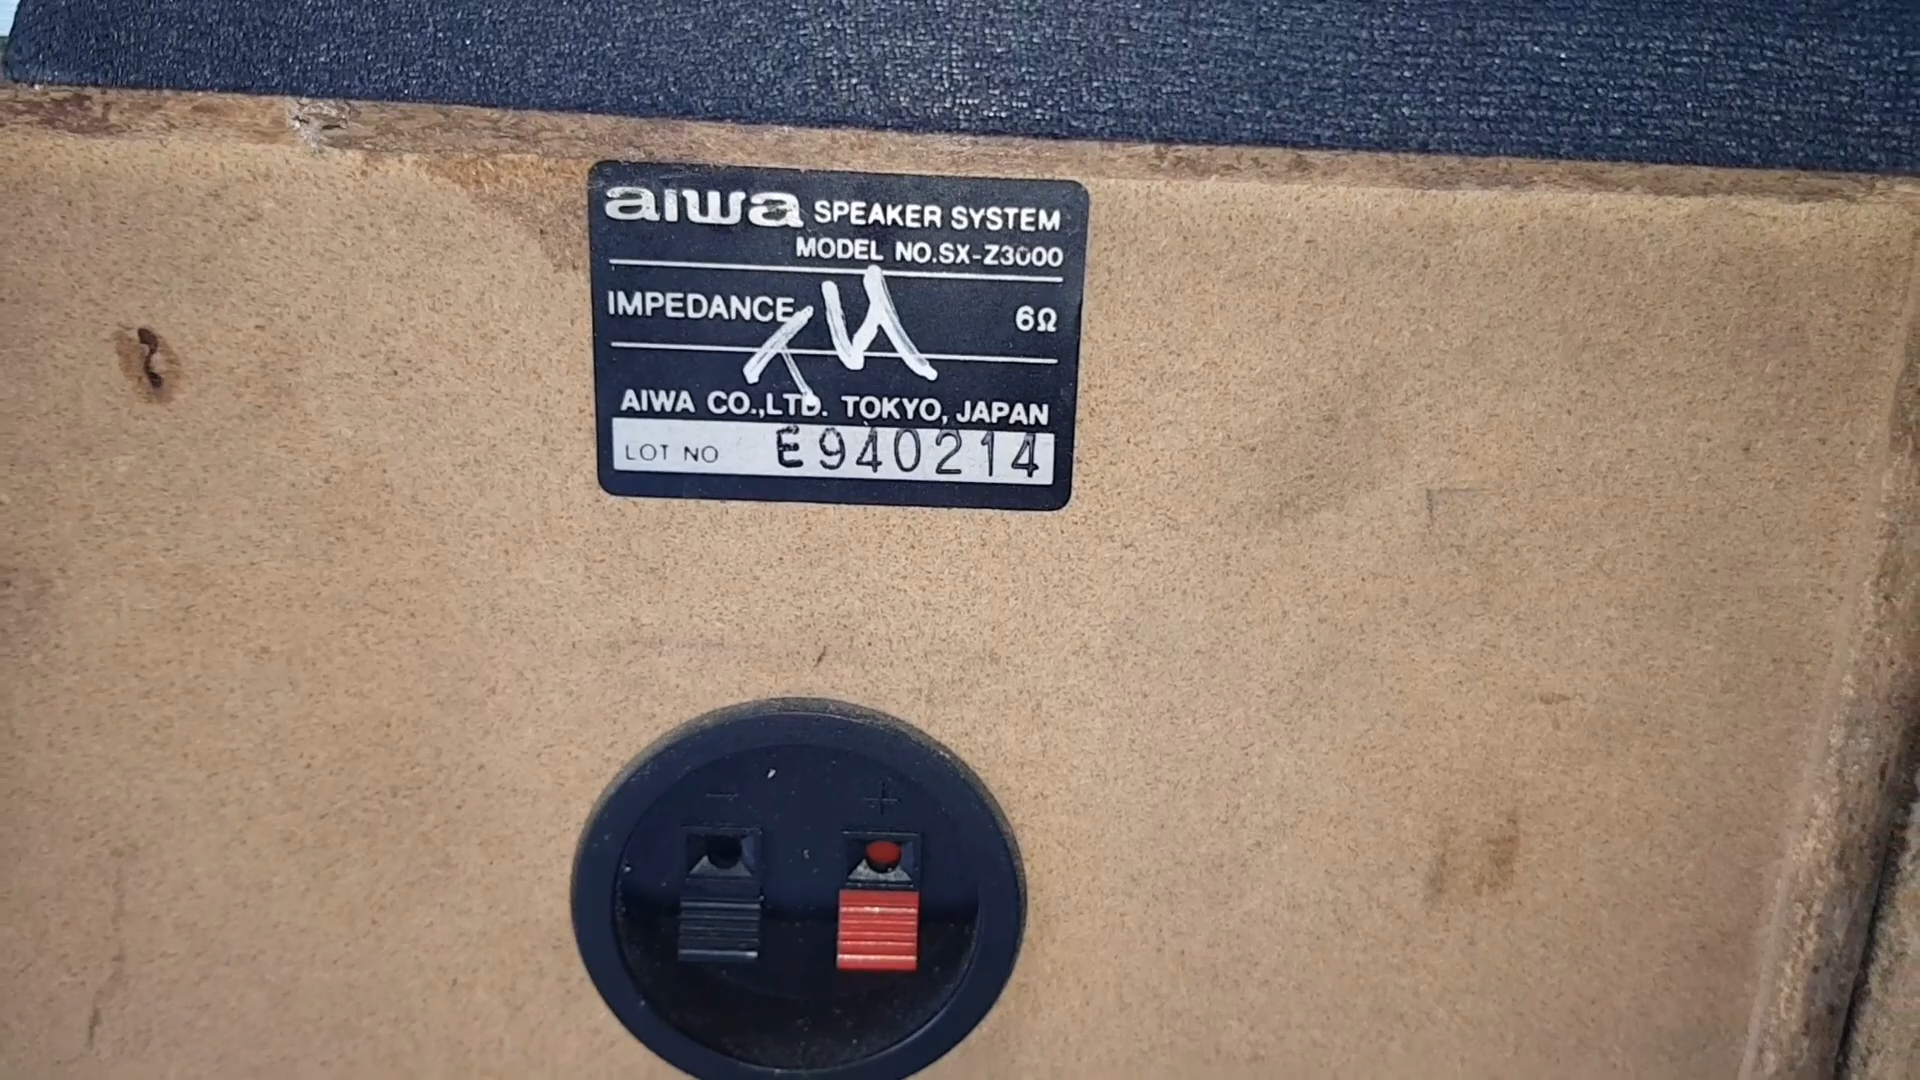 aiwa SPEAKER SYSTEM
MODEL NO.SX-Z3000
IMPEDANCE 6Ω
AIWA CO.,LTD. TOKYO, JAPAN
LOT NO E940214
- +